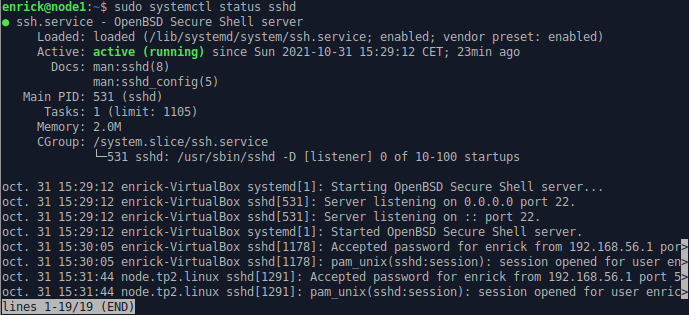 enrick@node1:~$ sudo systemctl status sshd
● ssh.service - OpenBSD Secure Shell server
     Loaded: loaded (/lib/systemd/system/ssh.service; enabled; vendor preset: enabled)
     Active: active (running) since Sun 2021-10-31 15:29:12 CET; 23min ago
       Docs: man:sshd(8)
             man:sshd_config(5)
   Main PID: 531 (sshd)
      Tasks: 1 (limit: 1105)
     Memory: 2.0M
     CGroup: /system.slice/ssh.service
             └─531 sshd: /usr/sbin/sshd -D [listener] 0 of 10-100 startups

oct. 31 15:29:12 enrick-VirtualBox systemd[1]: Starting OpenBSD Secure Shell server...
oct. 31 15:29:12 enrick-VirtualBox sshd[531]: Server listening on 0.0.0.0 port 22.
oct. 31 15:29:12 enrick-VirtualBox sshd[531]: Server listening on :: port 22.
oct. 31 15:29:12 enrick-VirtualBox systemd[1]: Started OpenBSD Secure Shell server.
oct. 31 15:30:05 enrick-VirtualBox sshd[1178]: Accepted password for enrick from 192.168.56.1 por>
oct. 31 15:30:05 enrick-VirtualBox sshd[1178]: pam_unix(sshd:session): session opened for user en>
oct. 31 15:31:44 node.tp2.linux sshd[1291]: Accepted password for enrick from 192.168.56.1 port 5>
oct. 31 15:31:44 node.tp2.linux sshd[1291]: pam_unix(sshd:session): session opened for user enric>
lines 1-19/19 (END)